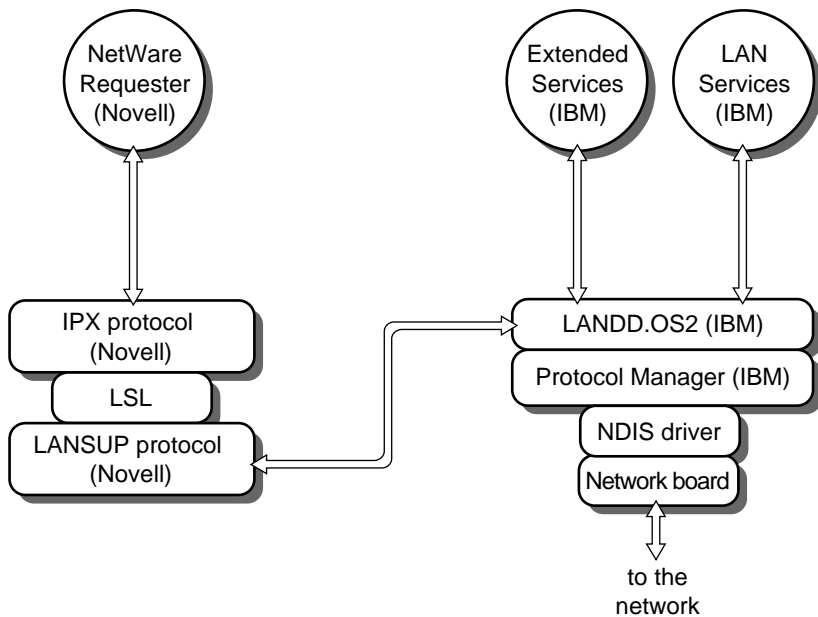 NetWare
Requester
(Novell)
Extended
Services
(IBM)
LAN
Services
(IBM)
IPX protocol
(Novell)
LSL
LANSUP protocol
(Novell)
LANDD.OS2 (IBM)
Protocol Manager (IBM)
NDIS driver
Network board
to the
network